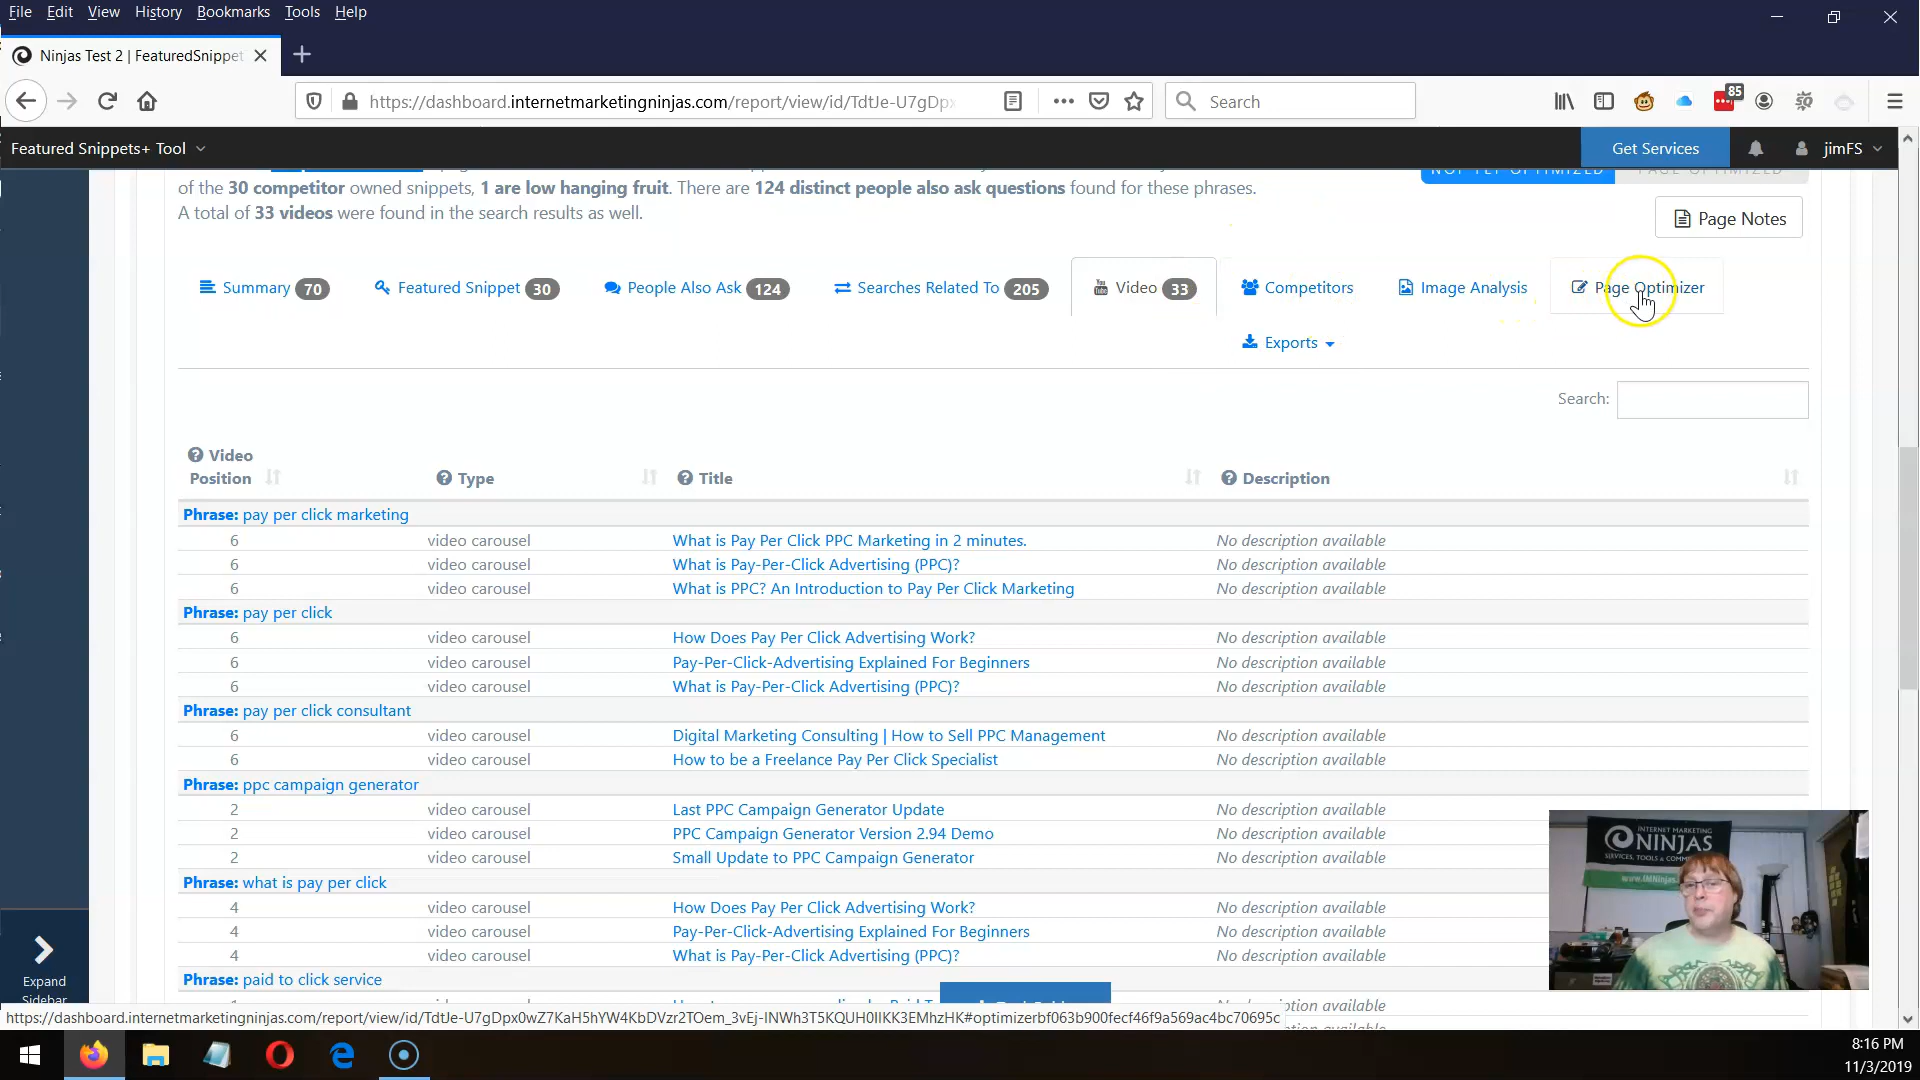 File Edit View History Bookmarks Tools Help
Ninjas Test 2 | FeaturedSnippet
https://dashboard.internetmarketingninjas.com/report/view/id/TdtJe-U7gDpx
Search
85
Featured Snippets+ Tool
Get Services
jimFS
of the 30 competitor owned snippets, 1 are low hanging fruit. There are 124 distinct people also ask questions found for these phrases.
NOT YET OPTIMIZED PAGE OPTIMIZED
A total of 33 videos were found in the search results as well.
Page Notes
Summary 70 Featured Snippet 30 People Also Ask 124 Searches Related To 205 Video 33 Competitors Image Analysis Page Optimizer
Exports
Search:
Video Position Type Title Description
Phrase: pay per click marketing
6 video carousel What is Pay Per Click PPC Marketing in 2 minutes. No description available
6 video carousel What is Pay-Per-Click Advertising (PPC)? No description available
6 video carousel What is PPC? An Introduction to Pay Per Click Marketing No description available
Phrase: pay per click
6 video carousel How Does Pay Per Click Advertising Work? No description available
6 video carousel Pay-Per-Click-Advertising Explained For Beginners No description available
6 video carousel What is Pay-Per-Click Advertising (PPC)? No description available
Phrase: pay per click consultant
6 video carousel Digital Marketing Consulting | How to Sell PPC Management No description available
6 video carousel How to be a Freelance Pay Per Click Specialist No description available
Phrase: ppc campaign generator
2 video carousel Last PPC Campaign Generator Update No description available
2 video carousel PPC Campaign Generator Version 2.94 Demo No description available
2 video carousel Small Update to PPC Campaign Generator No description available
Phrase: what is pay per click
4 video carousel How Does Pay Per Click Advertising Work? No description available
4 video carousel Pay-Per-Click-Advertising Explained For Beginners No description available
4 video carousel What is Pay-Per-Click Advertising (PPC)? No description available
Phrase: paid to click service
INTERNET MARKETING
NINJAS
SERVICES, TOOLS &
www.IMNinjas
Expand
Sidebar
https://dashboard.internetmarketingninjas.com/report/view/id/TdtJe-U7gDpx0wZ7KaH5hYW4KbDVzr2TOem_3vEj-INWh3T5KQUH0IIKK3EMhzHK#optimizerbf063b900fecf46f9a569ac4bc70695c
8:16 PM
11/3/2019